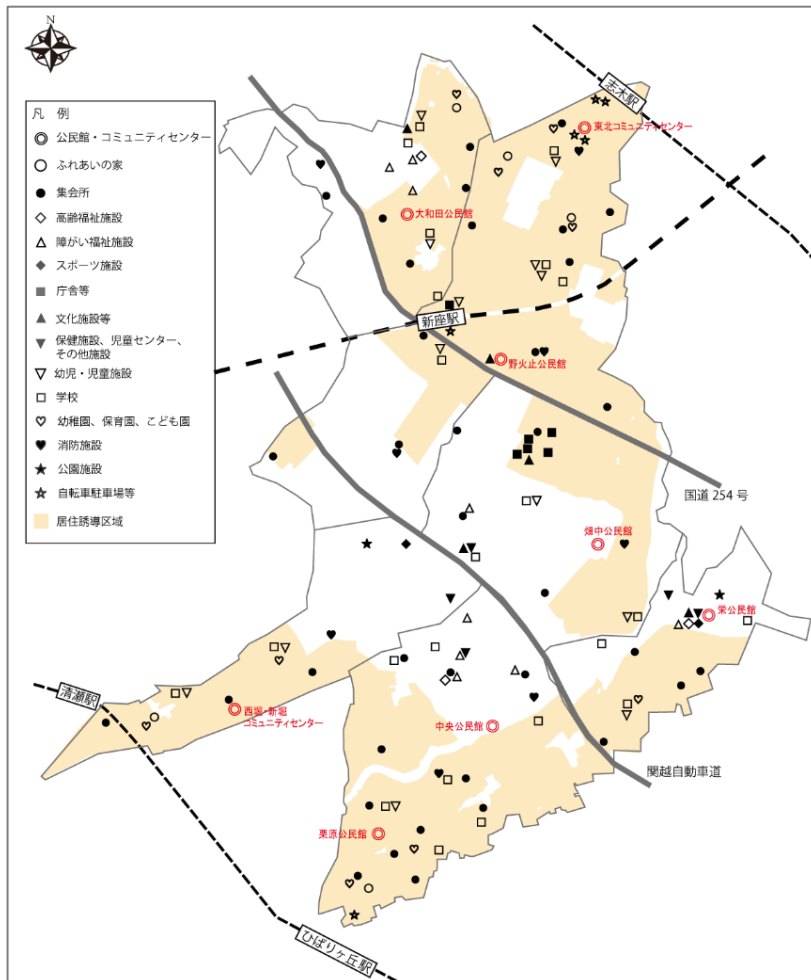 N
凡 例
公民館・コミュニティセンター
ふれあいの家
集会所
高齢福祉施設
障がい福祉施設
スポーツ施設
庁舎等
文化施設等
保健施設、児童センター、
その他施設
幼児・児童施設
学校
幼稚園、保育園、こども園
消防施設
公園施設
自転車駐車場等
居住誘導区域
志木駅
東北コミュニティセンター
大和田公民館
新座駅
野火止公民館
国道 254 号
畑中公民館
栄公民館
清瀬駅
西堀・新堀
コミュニティセンター
中央公民館
関越自動車道
栗原公民館
ひばりヶ丘駅